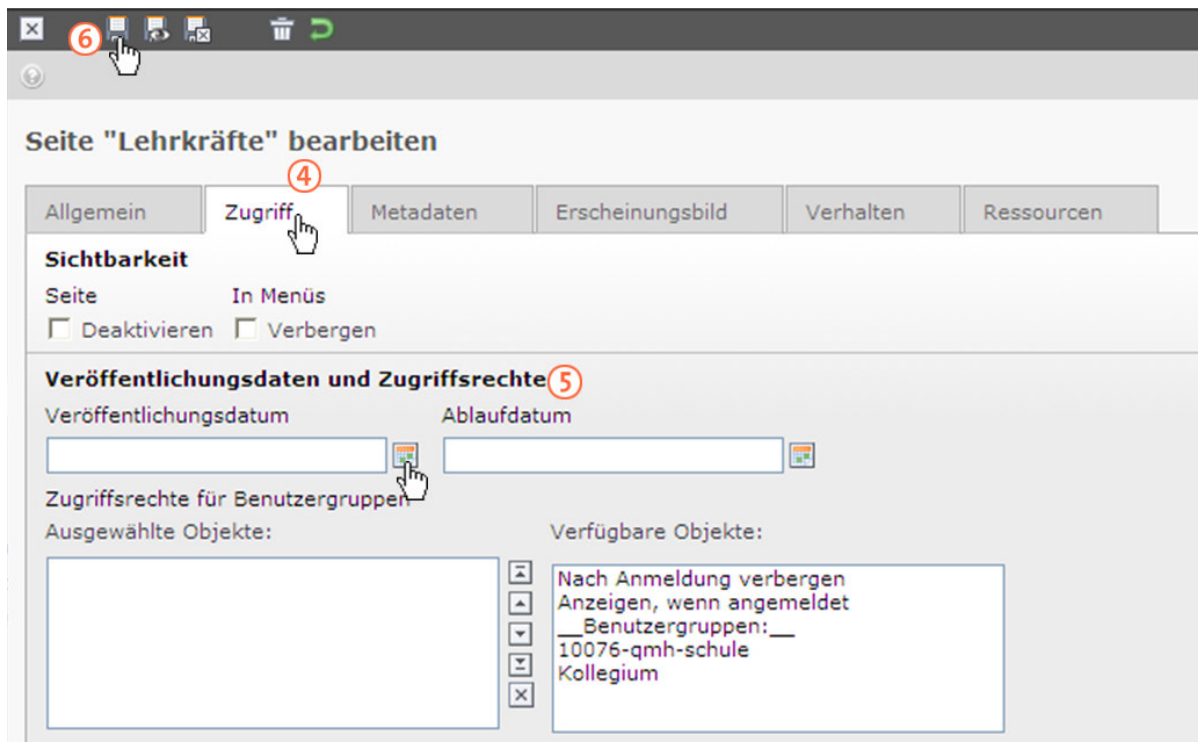 6
Seite "Lehrkräfte" bearbeiten
4
Allgemein Zugriff Metadaten Erscheinungsbild Verhalten Ressourcen
Sichtbarkeit
Seite In Menüs
Deaktivieren Verbergen
Veröffentlichungsdaten und Zugriffsrechte 5
Veröffentlichungsdatum Ablaufdatum
Zugriffsrechte für Benutzergruppen
Ausgewählte Objekte: Verfügbare Objekte:
Nach Anmeldung verbergen
Anzeigen, wenn angemeldet
__Benutzergruppen:__
10076-qmh-schule
Kollegium